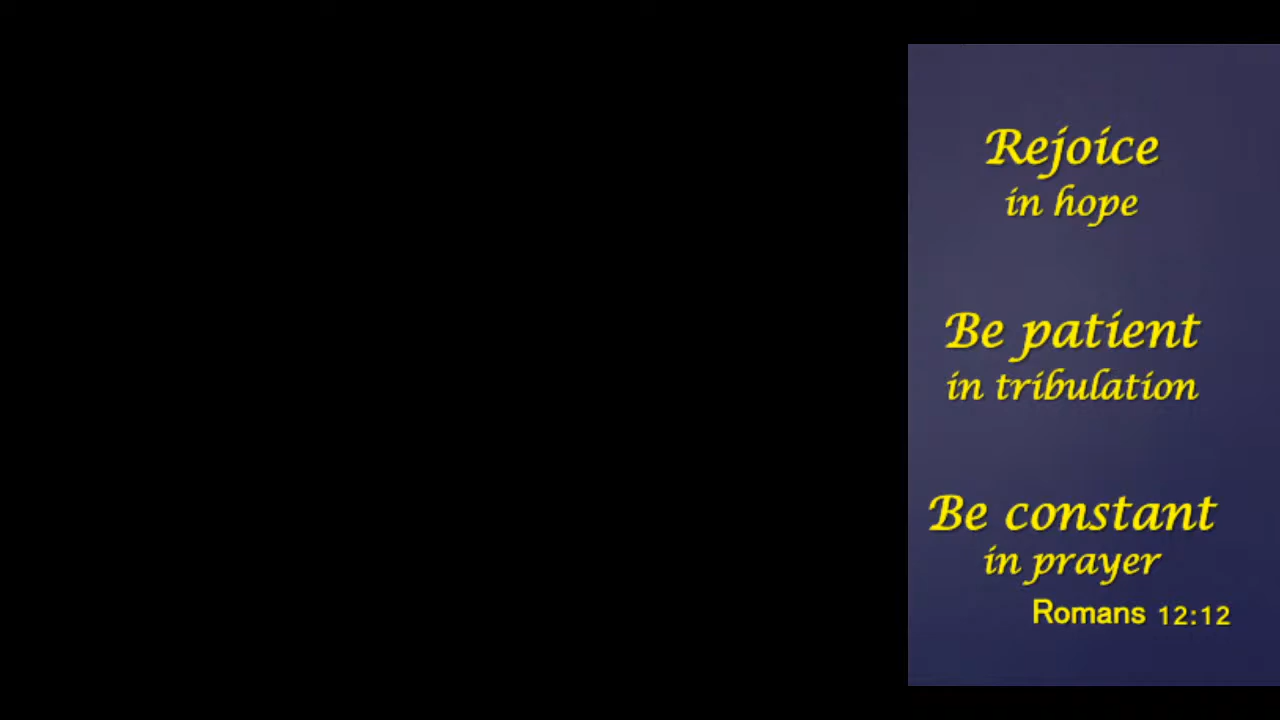 Rejoice
in hope
Be patient
in tribulation
Be constant
in prayer
Romans 12:12